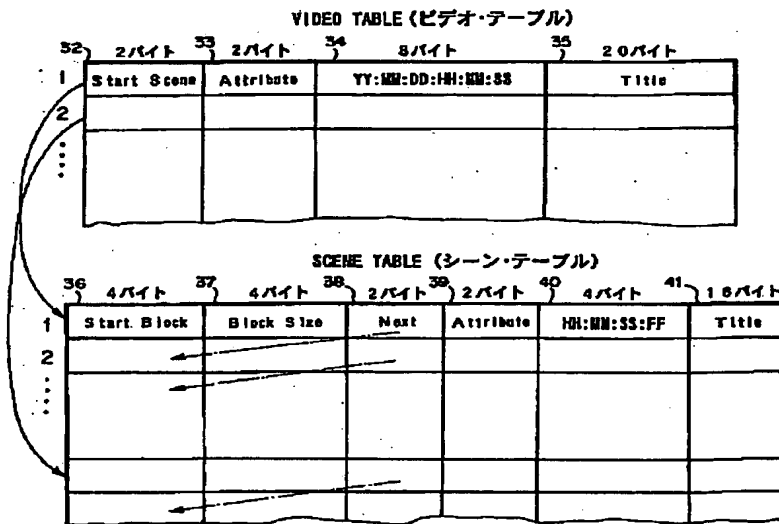 VIDEO TABLE (ビデオ・テーブル)
32 2バイト 33 2バイト 34 8バイト 35 20バイト
1 Start Scene Attribute YY:MM:DD:HH:MM:SS Title
2
SCENE TABLE (シーン・テーブル)
36 4バイト 37 4バイト 38 2バイト 39 2バイト 40 4バイト 41 16バイト
1 Start Block Block Size Next Attribute HH:MM:SS:FF Title
2